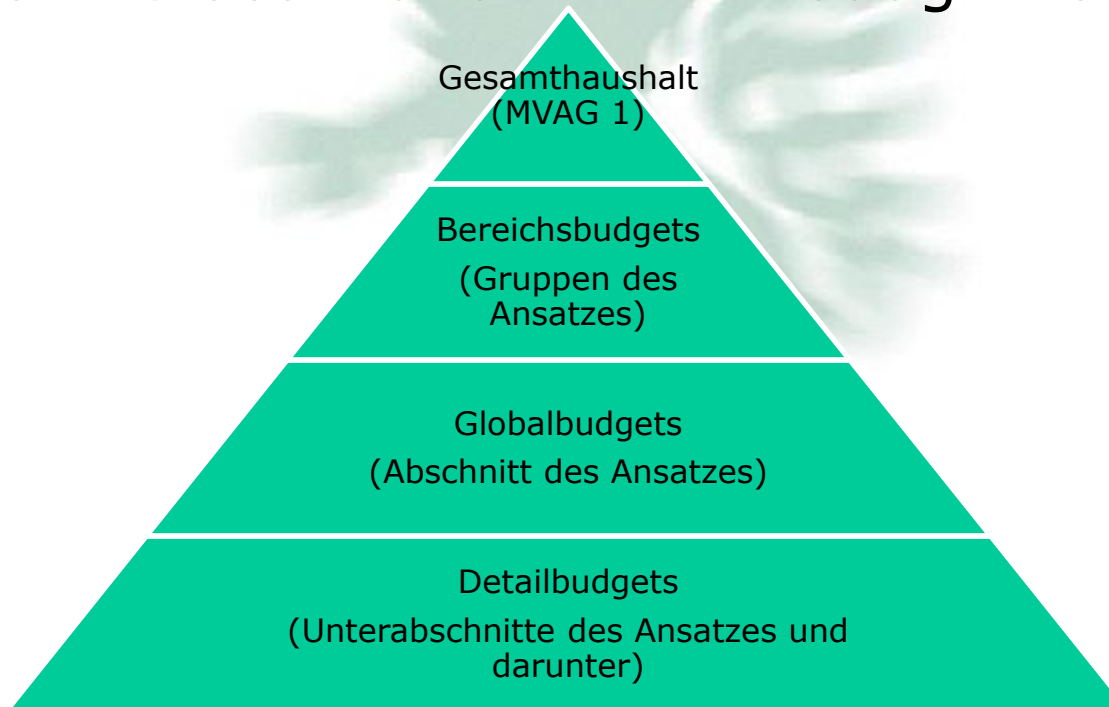 Gesamthaushalt
(MVAG 1)
Bereichsbudgets
(Gruppen des
Ansatzes)
Globalbudgets
(Abschnitt des Ansatzes)
Detailbudgets
(Unterabschnitte des Ansatzes und
darunter)